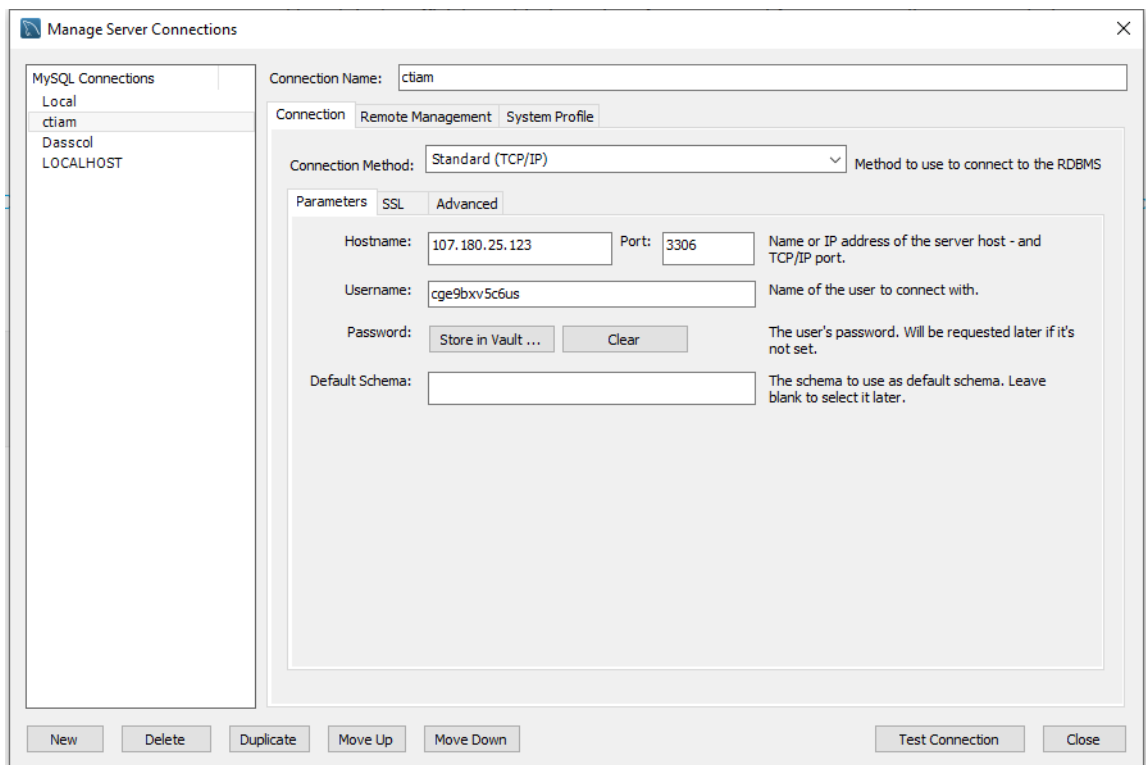 Manage Server Connections
MySQL Connections
Local
ctiam
Dasscol
LOCALHOST
Connection Name: ctiam
Connection Remote Management System Profile
Connection Method: Standard (TCP/IP) Method to use to connect to the RDBMS
Parameters SSL Advanced
Hostname: 107.180.25.123 Port: 3306 Name or IP address of the server host - and
TCP/IP port.
Username: cge9bxv5c6us Name of the user to connect with.
Password: Store in Vault ... Clear The user's password. Will be requested later if it's
not set.
Default Schema: The schema to use as default schema. Leave
blank to select it later.
New Delete Duplicate Move Up Move Down Test Connection Close